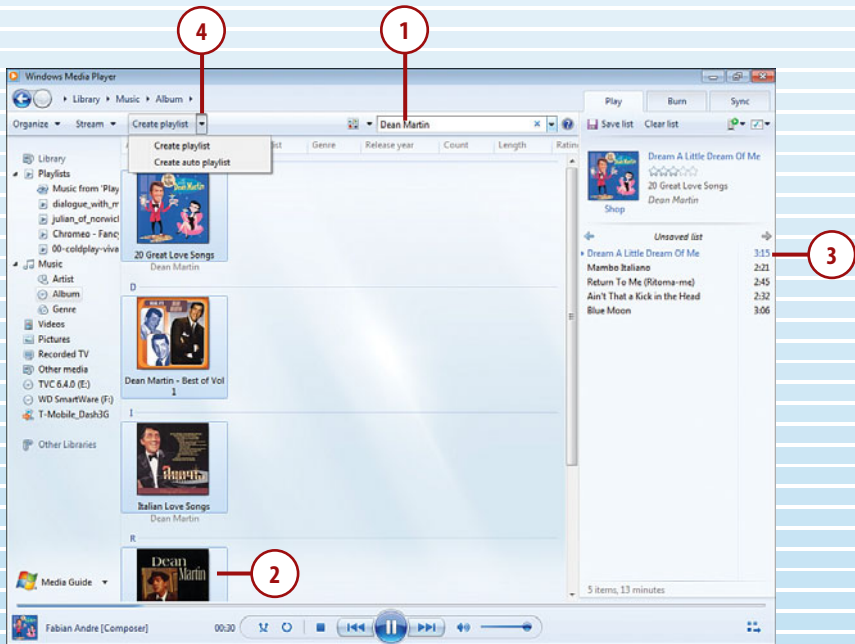 4
1
Windows Media Player
Library Music Album
Play
Burn
Sync
Organize
Stream
Create playlist
Dean Martin
Save list
Clear list
Create playlist
Create auto playlist
Genre
Release year
Count
Length
Library
Playlists
Music from 'Play
dialogue_with_m
julian_of_norwicl
Chromeo - Fanc
00-coldplay-viva
Music
Artist
Album
Genre
Videos
Pictures
Recorded TV
Other media
TVC 6.4.0 (E:)
WD SmartWare (F:)
T-Mobile_Dash3G
Other Libraries
Media Guide
20 Great Love Songs
Dean Martin
D
Dean Martin - Best of Vol
1
I
Italian Love Songs
Dean Martin
R
Dean
Martin
2
Dream A Little Dream Of Me
20 Great Love Songs
Dean Martin
Shop
Unsaved list
Dream A Little Dream Of Me 3:15
Mambo Italiano 2:21
Return To Me (Ritorna-me) 2:45
Ain't That a Kick in the Head 2:32
Blue Moon 3:06
3
5 items, 13 minutes
Fabian Andre [Composer]
00:30